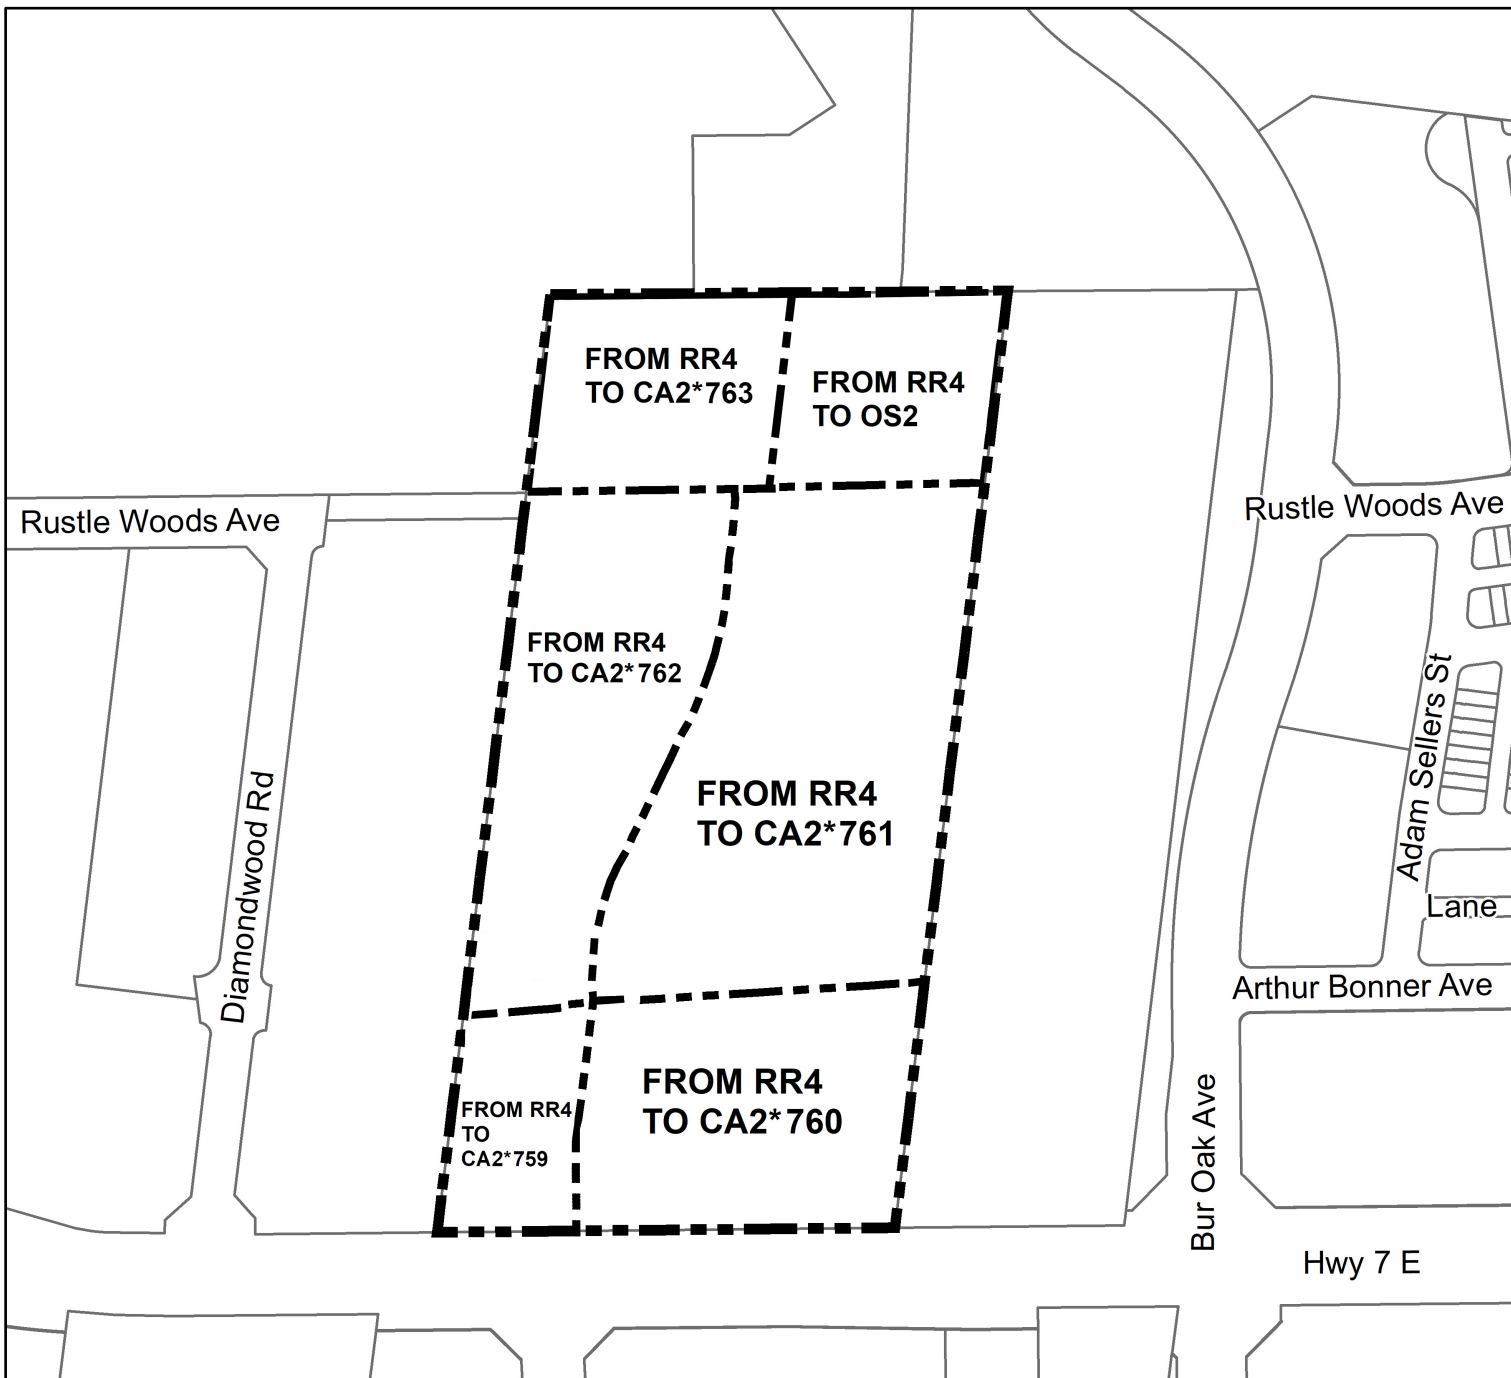 FROM RR4
TO CA2*763
FROM RR4
TO OS2
Rustle Woods Ave
Rustle Woods Ave
FROM RR4
TO CA2*762
Adam Sellers St
FROM RR4
TO CA2*761
Diamondwood Rd
Lane
Arthur Bonner Ave
FROM RR4
TO CA2*760
FROM RR4
TO
CA2*759
Bur Oak Ave
Hwy 7 E